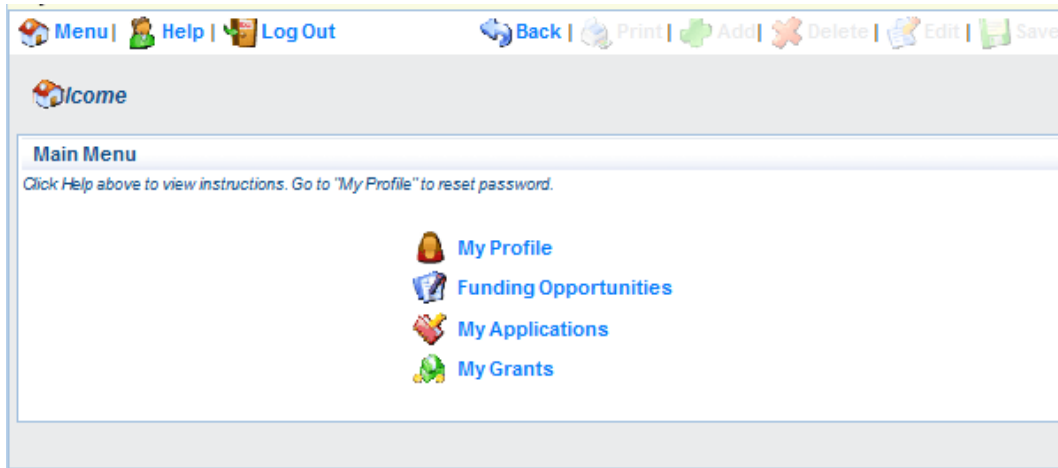 Menu| Help | Log Out Back | Print | Add| Delete | Edit | Save
lcome
Main Menu
Click Help above to view instructions. Go to "My Profile" to reset password.
My Profile
Funding Opportunities
My Applications
My Grants